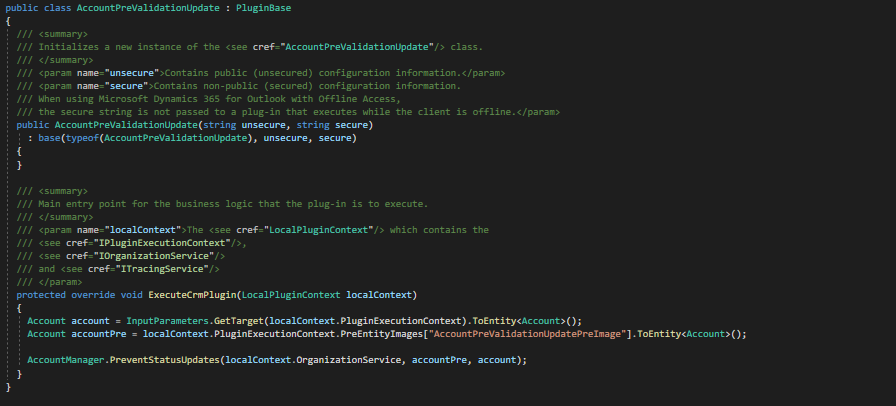 public class AccountPreValidationUpdate : PluginBase
{
/// <summary>
/// Initializes a new instance of the <see cref="AccountPreValidationUpdate"/> class.
/// </summary>
/// <param name="unsecure">Contains public (unsecured) configuration information.</param>
/// <param name="secure">Contains non-public (secured) configuration information.
/// When using Microsoft Dynamics 365 for Outlook with Offline Access,
/// the secure string is not passed to a plug-in that executes while the client is offline.</param>
public AccountPreValidationUpdate(string unsecure, string secure)
: base(typeof(AccountPreValidationUpdate), unsecure, secure)
{
}
/// <summary>
/// Main entry point for the business logic that the plug-in is to execute.
/// </summary>
/// <param name="localContext">The <see cref="LocalPluginContext"/> which contains the
/// <see cref="IPluginExecutionContext"/>,
/// <see cref="IOrganizationService"/>
/// and <see cref="ITracingService"/>
/// </param>
protected override void ExecuteCrmPlugin(LocalPluginContext localContext)
{
Account account = InputParameters.GetTarget(localContext.PluginExecutionContext).ToEntity<Account>();
Account accountPre = localContext.PluginExecutionContext.PreEntityImages["AccountPreValidationUpdatePreImage"].ToEntity<Account>();
AccountManager.PreventStatusUpdates(localContext.OrganizationService, accountPre, account);
}
}